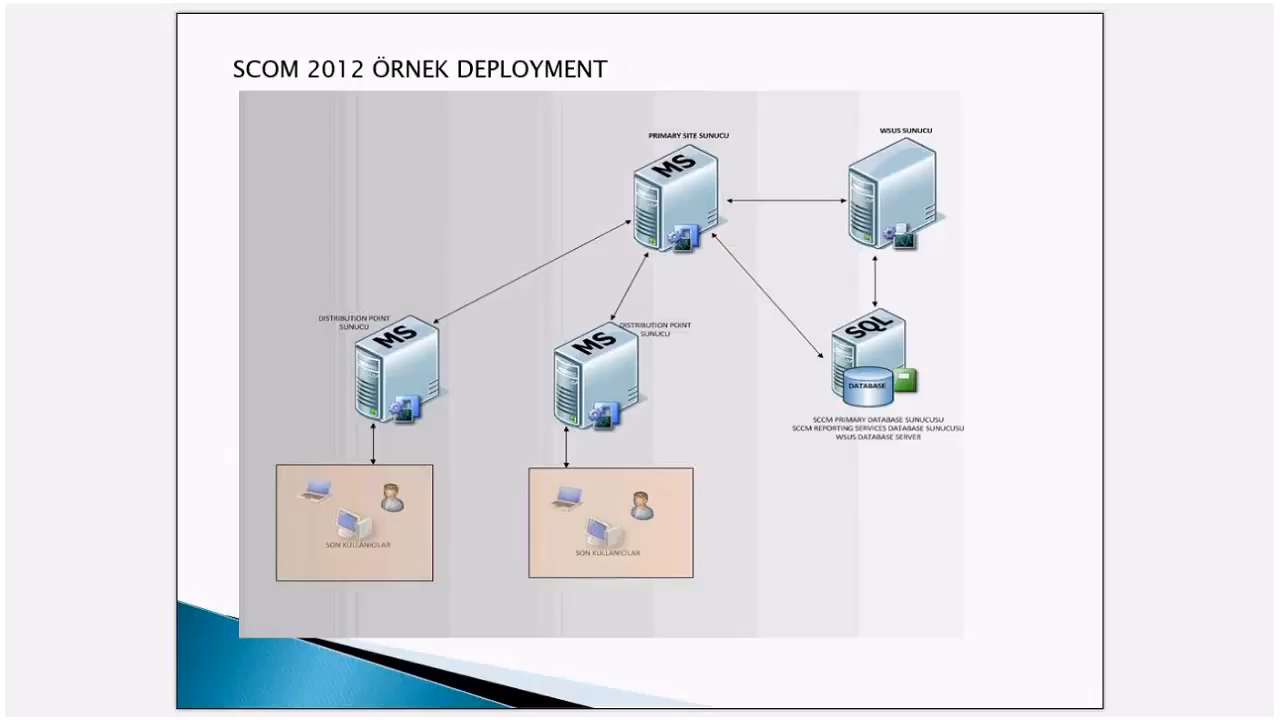 SCOM 2012 ÖRNEK DEPLOYMENT
PRIMARY SITE SUNUCU
WSUS SUNUCU
MS
DISTRIBUTION POINT
SUNUCU
MS
DISTRIBUTION POINT
SUNUCU
MS
SQL
DATABASE
SCCM PRIMARY DATABASE SUNUCUSU
SCCM REPORTING SERVICES DATABASE SUNUCUSU
WSUS DATABASE SERVER
SON KULLANICILAR
SON KULLANICILAR